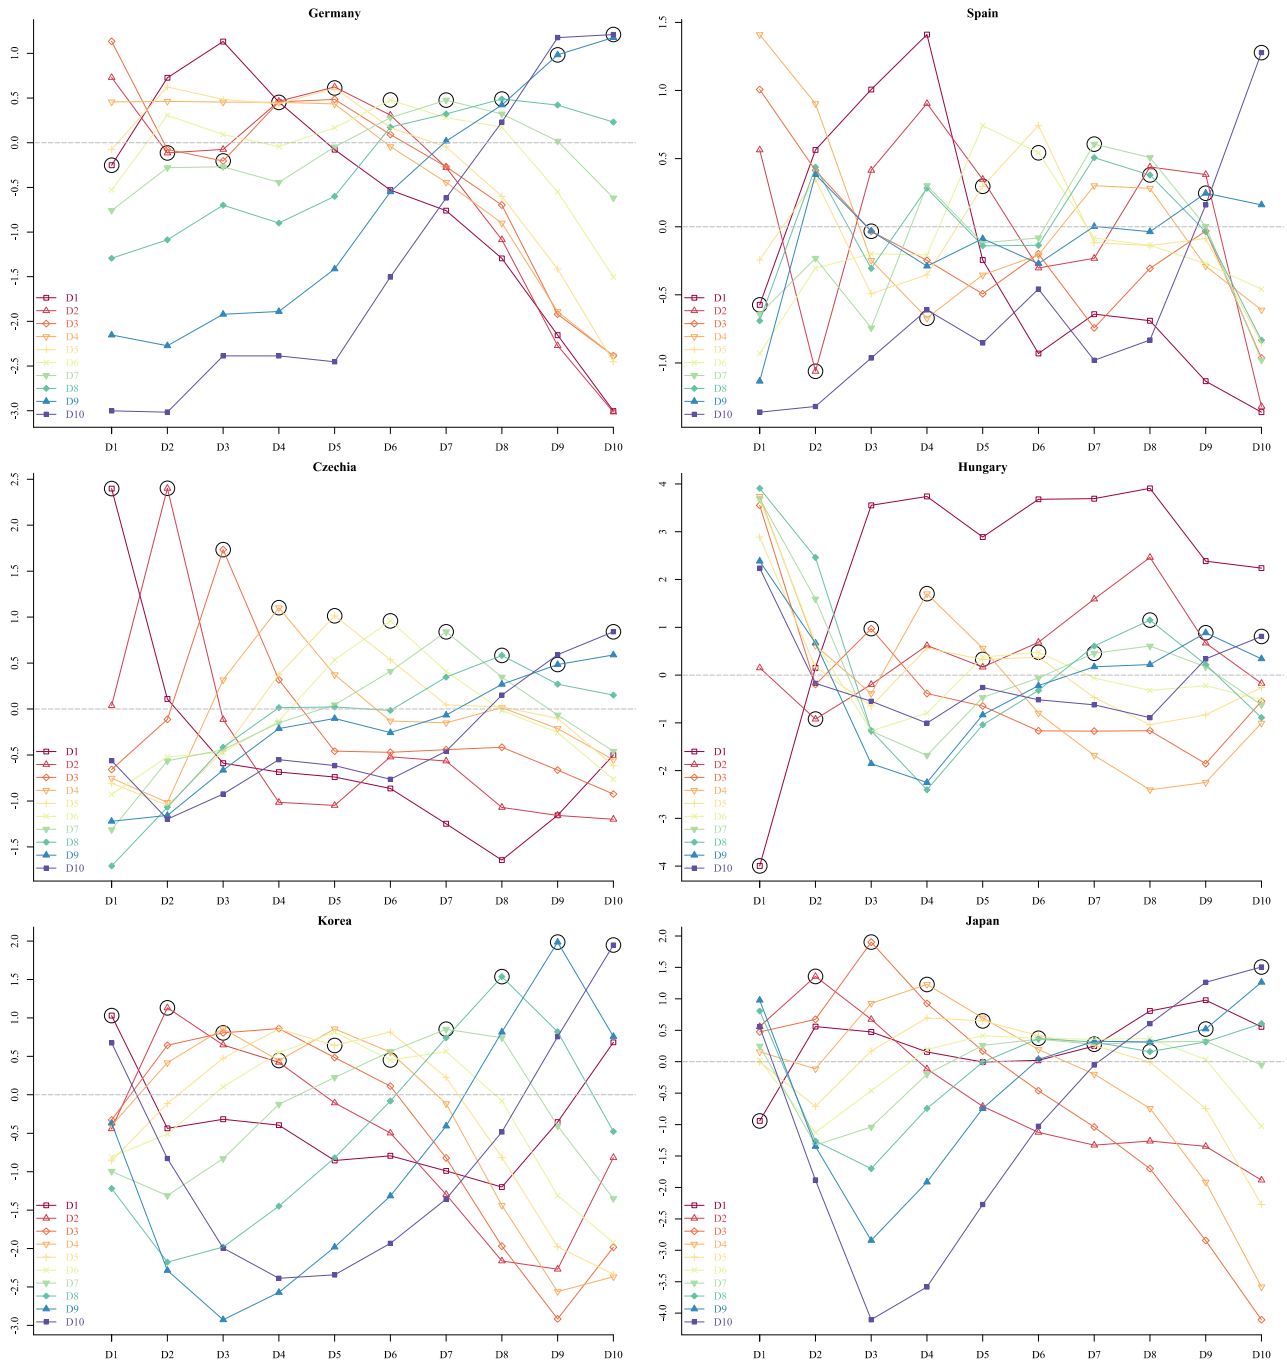 Germany
1.0
0.5
0.0
-0.5
-1.0
-1.5
-2.0
-2.5
-3.0
D1
D2
D3
D4
D5
D6
D7
D8
D9
D10
D1 D2 D3 D4 D5 D6 D7 D8 D9 D10
Spain
1.5
1.0
0.5
0.0
-0.5
-1.0
D1
D2
D3
D4
D5
D6
D7
D8
D9
D10
D1 D2 D3 D4 D5 D6 D7 D8 D9 D10
Czechia
2.5
2.0
1.5
1.0
0.5
0.0
-0.5
-1.0
-1.5
D1
D2
D3
D4
D5
D6
D7
D8
D9
D10
D1 D2 D3 D4 D5 D6 D7 D8 D9 D10
Hungary
4
3
2
1
0
-1
-2
-3
-4
D1
D2
D3
D4
D5
D6
D7
D8
D9
D10
D1 D2 D3 D4 D5 D6 D7 D8 D9 D10
Korea
2.0
1.5
1.0
0.5
0.0
-0.5
-1.0
-1.5
-2.0
-2.5
-3.0
D1
D2
D3
D4
D5
D6
D7
D8
D9
D10
D1 D2 D3 D4 D5 D6 D7 D8 D9 D10
Japan
2.0
1.5
1.0
0.5
0.0
-0.5
-1.0
-1.5
-2.0
-2.5
-3.0
-3.5
-4.0
D1
D2
D3
D4
D5
D6
D7
D8
D9
D10
D1 D2 D3 D4 D5 D6 D7 D8 D9 D10